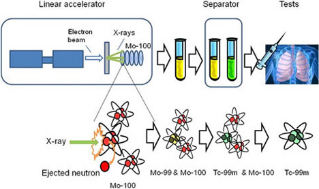 Linear accelerator
Separator
Tests
Electron
beam
X-rays
Mo-100
X-ray
Ejected neutron
Mo-100
Mo-99 & Mo-100
Tc-99m & Mo-100
Tc-99m